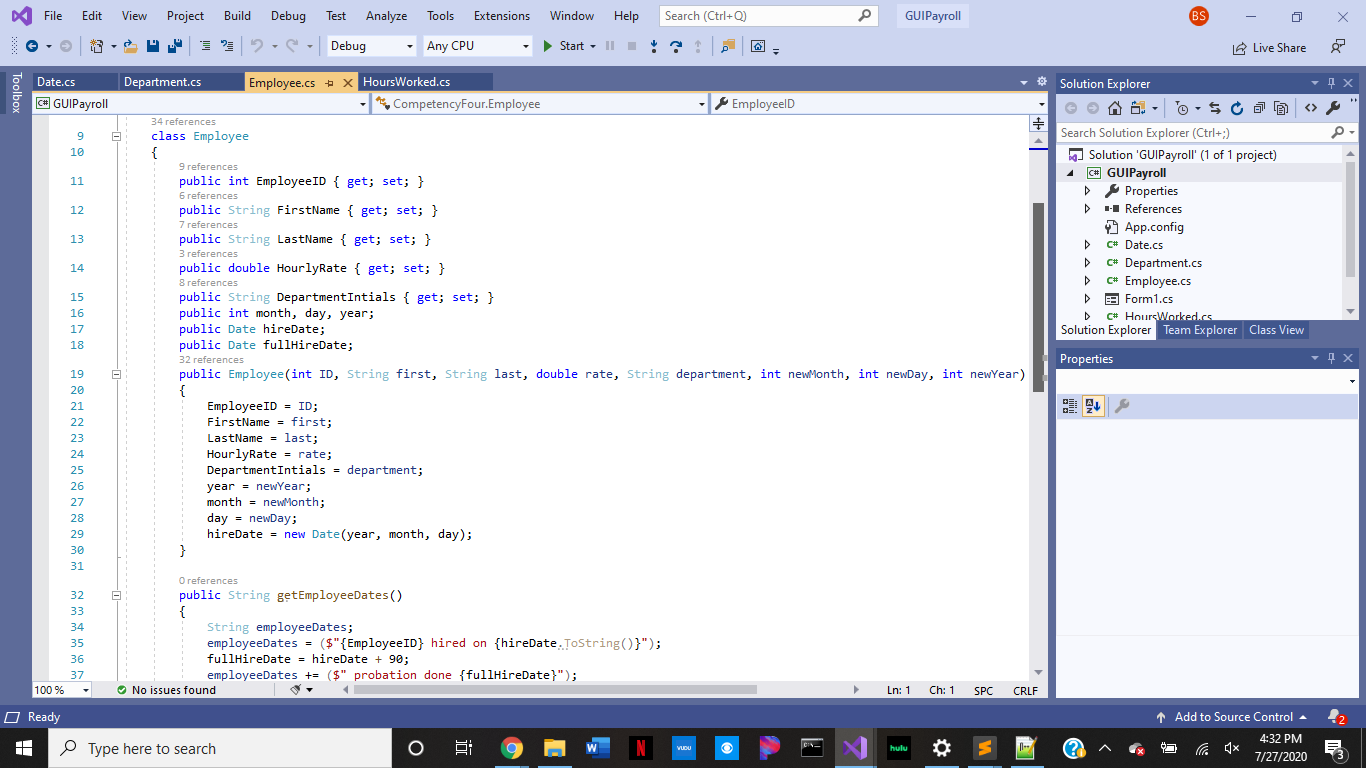 File Edit View Project Build Debug Test Analyze Tools Extensions Window Help Search (Ctrl+Q) GUIPayroll BS
Debug Any CPU Start Live Share
Toolbox
Date.cs Department.cs Employee.cs HoursWorked.cs
C# GUIPayroll CompetencyFour.Employee EmployeeID
34 references
9 class Employee
10 {
9 references
11 public int EmployeeID { get; set; }
6 references
12 public String FirstName { get; set; }
7 references
13 public String LastName { get; set; }
3 references
14 public double HourlyRate { get; set; }
8 references
15 public String DepartmentIntials { get; set; }
16 public int month, day, year;
17 public Date hireDate;
18 public Date fullHireDate;
32 references
19 public Employee(int ID, String first, String last, double rate, String department, int newMonth, int newDay, int newYear)
20 {
21 EmployeeID = ID;
22 FirstName = first;
23 LastName = last;
24 HourlyRate = rate;
25 DepartmentIntials = department;
26 year = newYear;
27 month = newMonth;
28 day = newDay;
29 hireDate = new Date(year, month, day);
30 }
31
0 references
32 public String getEmployeeDates()
33 {
34 String employeeDates;
35 employeeDates = ($"{EmployeeID} hired on {hireDate.ToString()}");
36 fullHireDate = hireDate + 90;
37 employeeDates += ($" probation done {fullHireDate}");
100 % No issues found Ln: 1 Ch: 1 SPC CRLF
Solution Explorer
Search Solution Explorer (Ctrl+;)
Solution 'GUIPayroll' (1 of 1 project)
C# GUIPayroll
Properties
References
App.config
C# Date.cs
C# Department.cs
C# Employee.cs
Form1.cs
C# HoursWorked.cs
Solution Explorer Team Explorer Class View
Properties
Ready Add to Source Control 2
Type here to search VUDU hulu 4:32 PM
7/27/2020 3